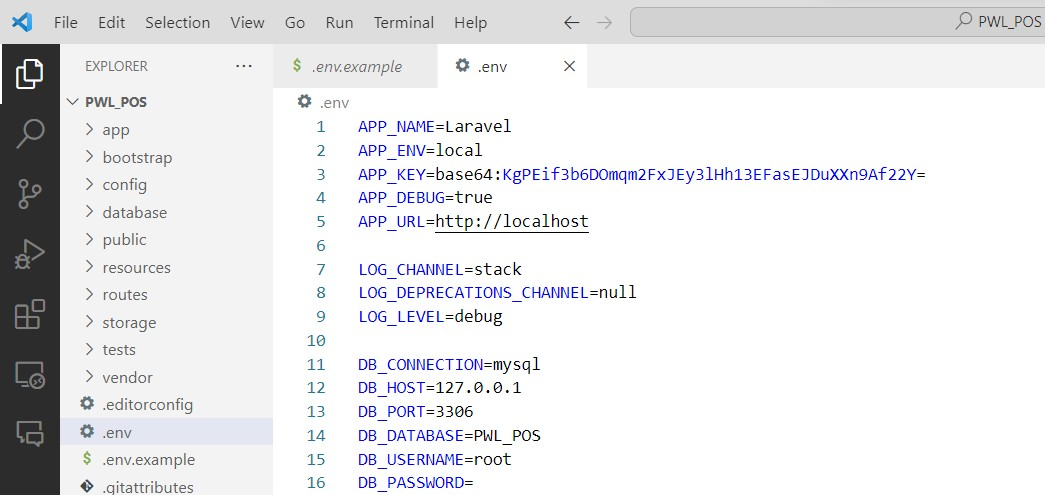 File Edit Selection View Go Run Terminal Help
PWL_POS
EXPLORER
.env.example
.env
PWL_POS
app
bootstrap
config
database
public
resources
routes
storage
tests
vendor
.editorconfig
.env
.env.example
.gitattributes
.env
1 APP_NAME=Laravel
2 APP_ENV=local
3 APP_KEY=base64:KgPEif3b6DOmqm2FxJEy3lHh13EFasEJDuXXn9Af22Y=
4 APP_DEBUG=true
5 APP_URL=http://localhost
6
7 LOG_CHANNEL=stack
8 LOG_DEPRECATIONS_CHANNEL=null
9 LOG_LEVEL=debug
10
11 DB_CONNECTION=mysql
12 DB_HOST=127.0.0.1
13 DB_PORT=3306
14 DB_DATABASE=PWL_POS
15 DB_USERNAME=root
16 DB_PASSWORD=